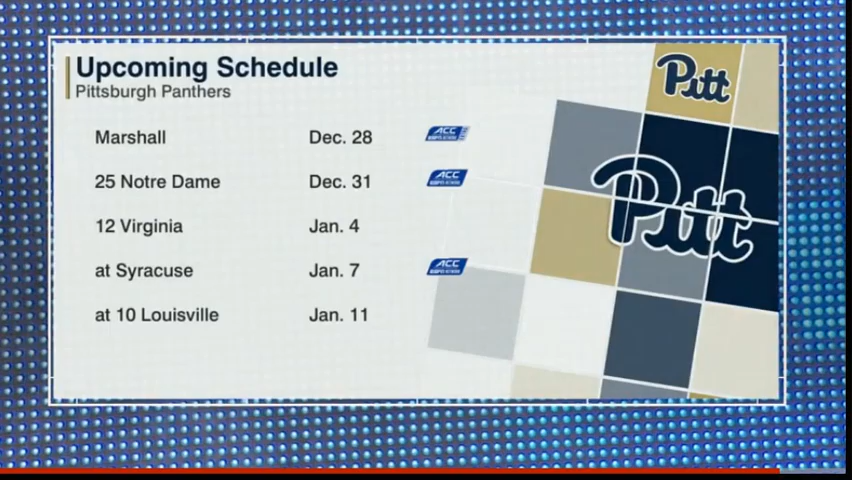 Upcoming Schedule
Pittsburgh Panthers
Pitt
Marshall Dec. 28 ACC
25 Notre Dame Dec. 31 ACC
12 Virginia Jan. 4
at Syracuse Jan. 7 ACC
at 10 Louisville Jan. 11
Pitt